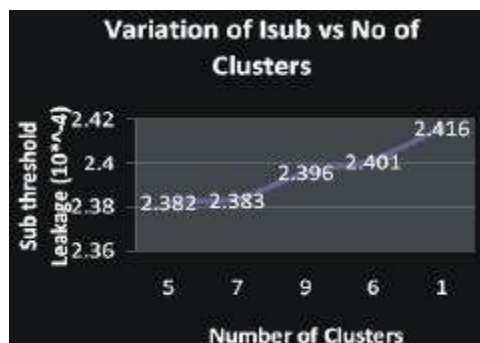 Variation of Isub vs No of
Clusters
Sub threshold
Leakage (10*^-4)
2.42
2.4
2.38
2.36
2.382
2.383
2.396
2.401
2.416
5 7 9 6 1
Number of Clusters